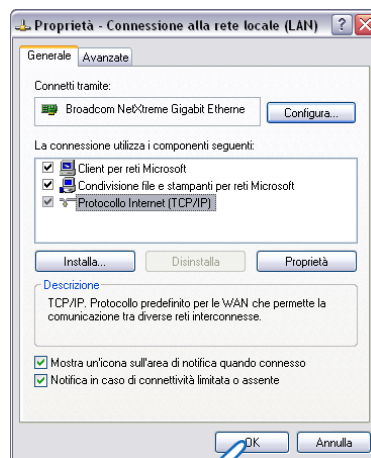 Proprietà - Connessione alla rete locale (LAN)
Generale
Avanzate
Connetti tramite:
Broadcom NetXtreme Gigabit Etherne
Configura...
La connessione utilizza i componenti seguenti:
Client per reti Microsoft
Condivisione file e stampanti per reti Microsoft
Protocollo Internet (TCP/IP)
Installa...
Disinstalla
Proprietà
Descrizione
TCP/IP. Protocollo predefinito per le WAN che permette la
comunicazione tra diverse reti interconnesse.
Mostra un'icona sull'area di notifica quando connesso
Notifica in caso di connettività limitata o assente
OK
Annulla